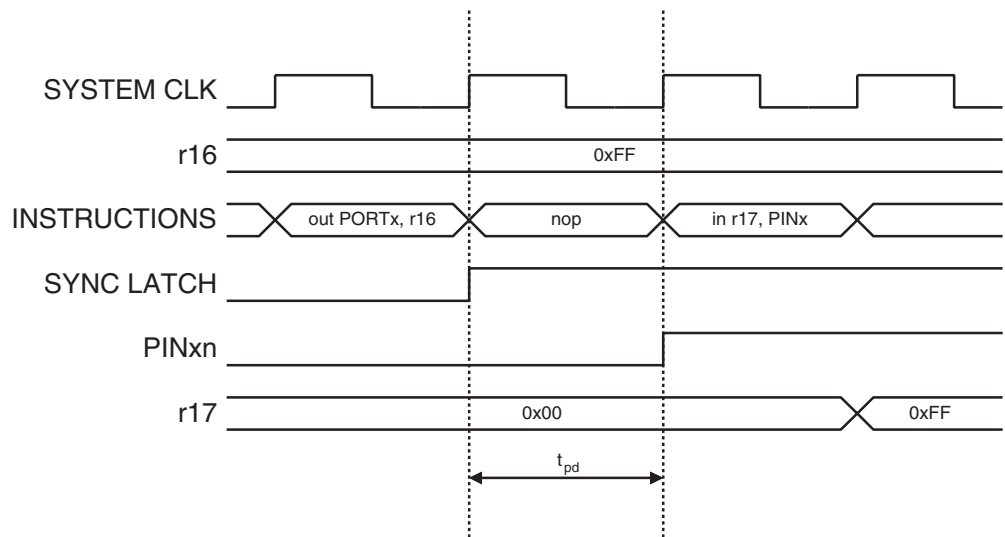 SYSTEM CLK
r16
0xFF
INSTRUCTIONS
out PORTx, r16
nop
in r17, PINx
SYNC LATCH
PINxn
r17
0x00
0xFF
tpd